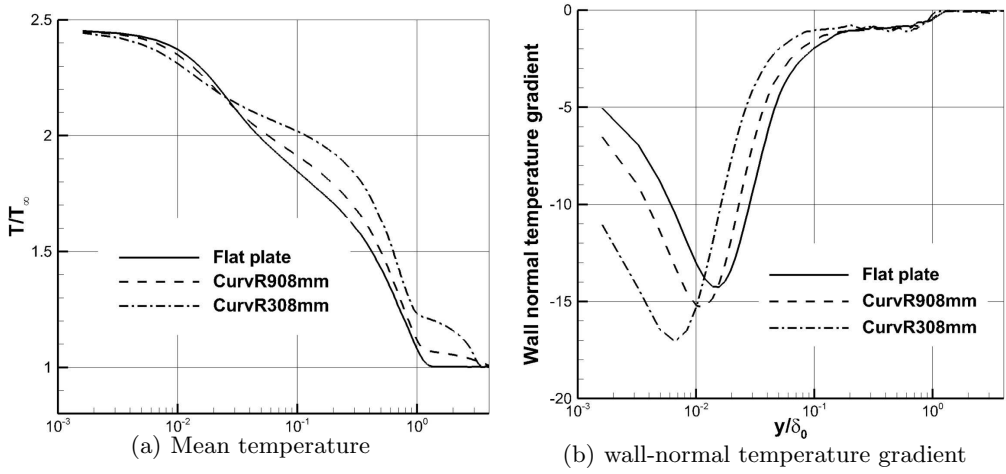 2.5
2
1.5
1
T/T∞
Flat plate
CurvR908mm
CurvR308mm
10⁻³
10⁻²
10⁻¹
10⁰
(a) Mean temperature
0
-5
-10
-15
-20
Wall normal temperature gradient
Flat plate
CurvR908mm
CurvR308mm
10⁻³
10⁻²
10⁻¹
10⁰
y/δ₀
(b) wall-normal temperature gradient